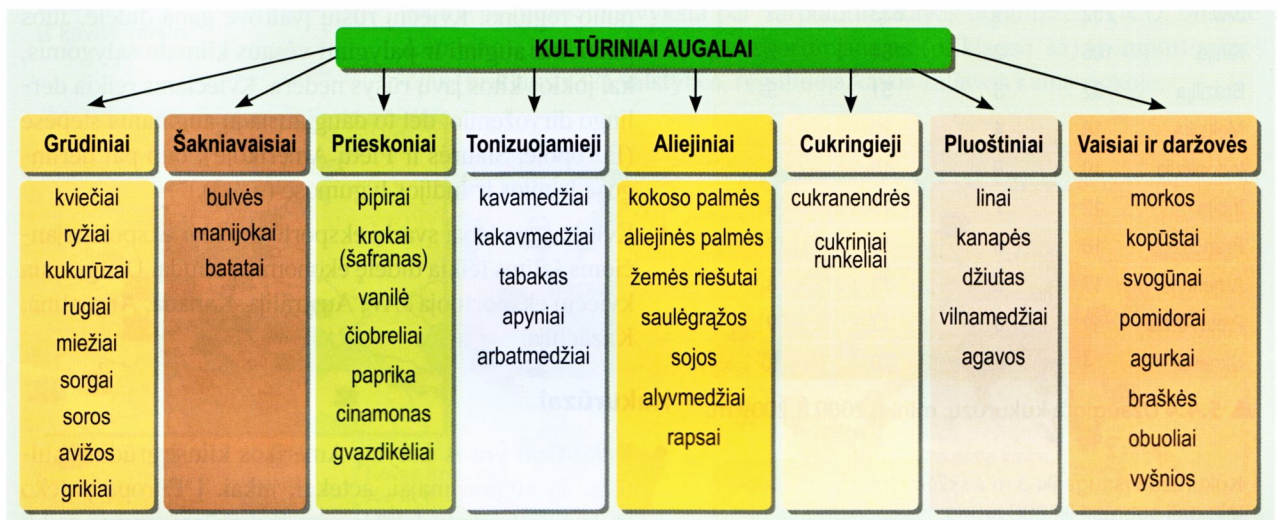 KULTŪRINIAI AUGALAI
Grūdiniai
kviečiai
ryžiai
kukurūzai
rugiai
miežiai
sorgai
soros
avižos
grikiai
Šakniavaisiai
bulvės
manijokai
batatai
Prieskoniai
pipirai
krokai
(šafranas)
vanilė
čiobreliai
paprika
cinamonas
gvazdikėliai
Tonizuojamieji
kavamedžiai
kakavmedžiai
tabakas
apyniai
arbatmedžiai
Aliejiniai
kokoso palmės
aliejinės palmės
žemės riešutai
saulėgrąžos
sojos
alyvmedžiai
rapsai
Cukringieji
cukranendrės
cukriniai
runkeliai
Pluoštiniai
linai
kanapės
džiutas
vilnamedžiai
agavos
Vaisiai ir daržovės
morkos
kopūstai
svogūnai
pomidorai
agurkai
braškės
obuoliai
vyšnios